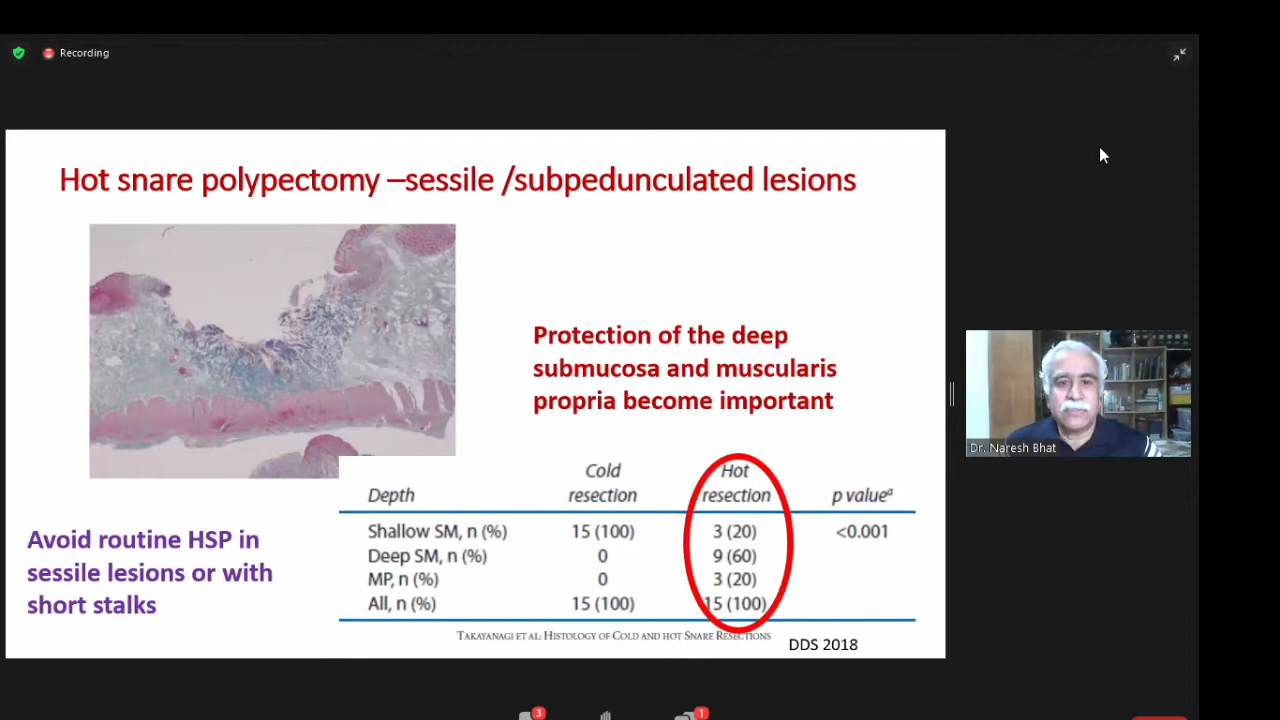 Recording
Hot snare polypectomy –sessile /subpedunculated lesions
Protection of the deep
submucosa and muscularis
propria become important
Avoid routine HSP in
sessile lesions or with
short stalks
Depth Cold resection Hot resection p valueᵃ
Shallow SM, n (%) 15 (100) 3 (20) <0.001
Deep SM, n (%) 0 9 (60)
MP, n (%) 0 3 (20)
All, n (%) 15 (100) 15 (100)
TAKAYANAGI ET AL: HISTOLOGY OF COLD AND HOT SNARE RESECTIONS
DDS 2018
Dr. Naresh Bhat
3
1